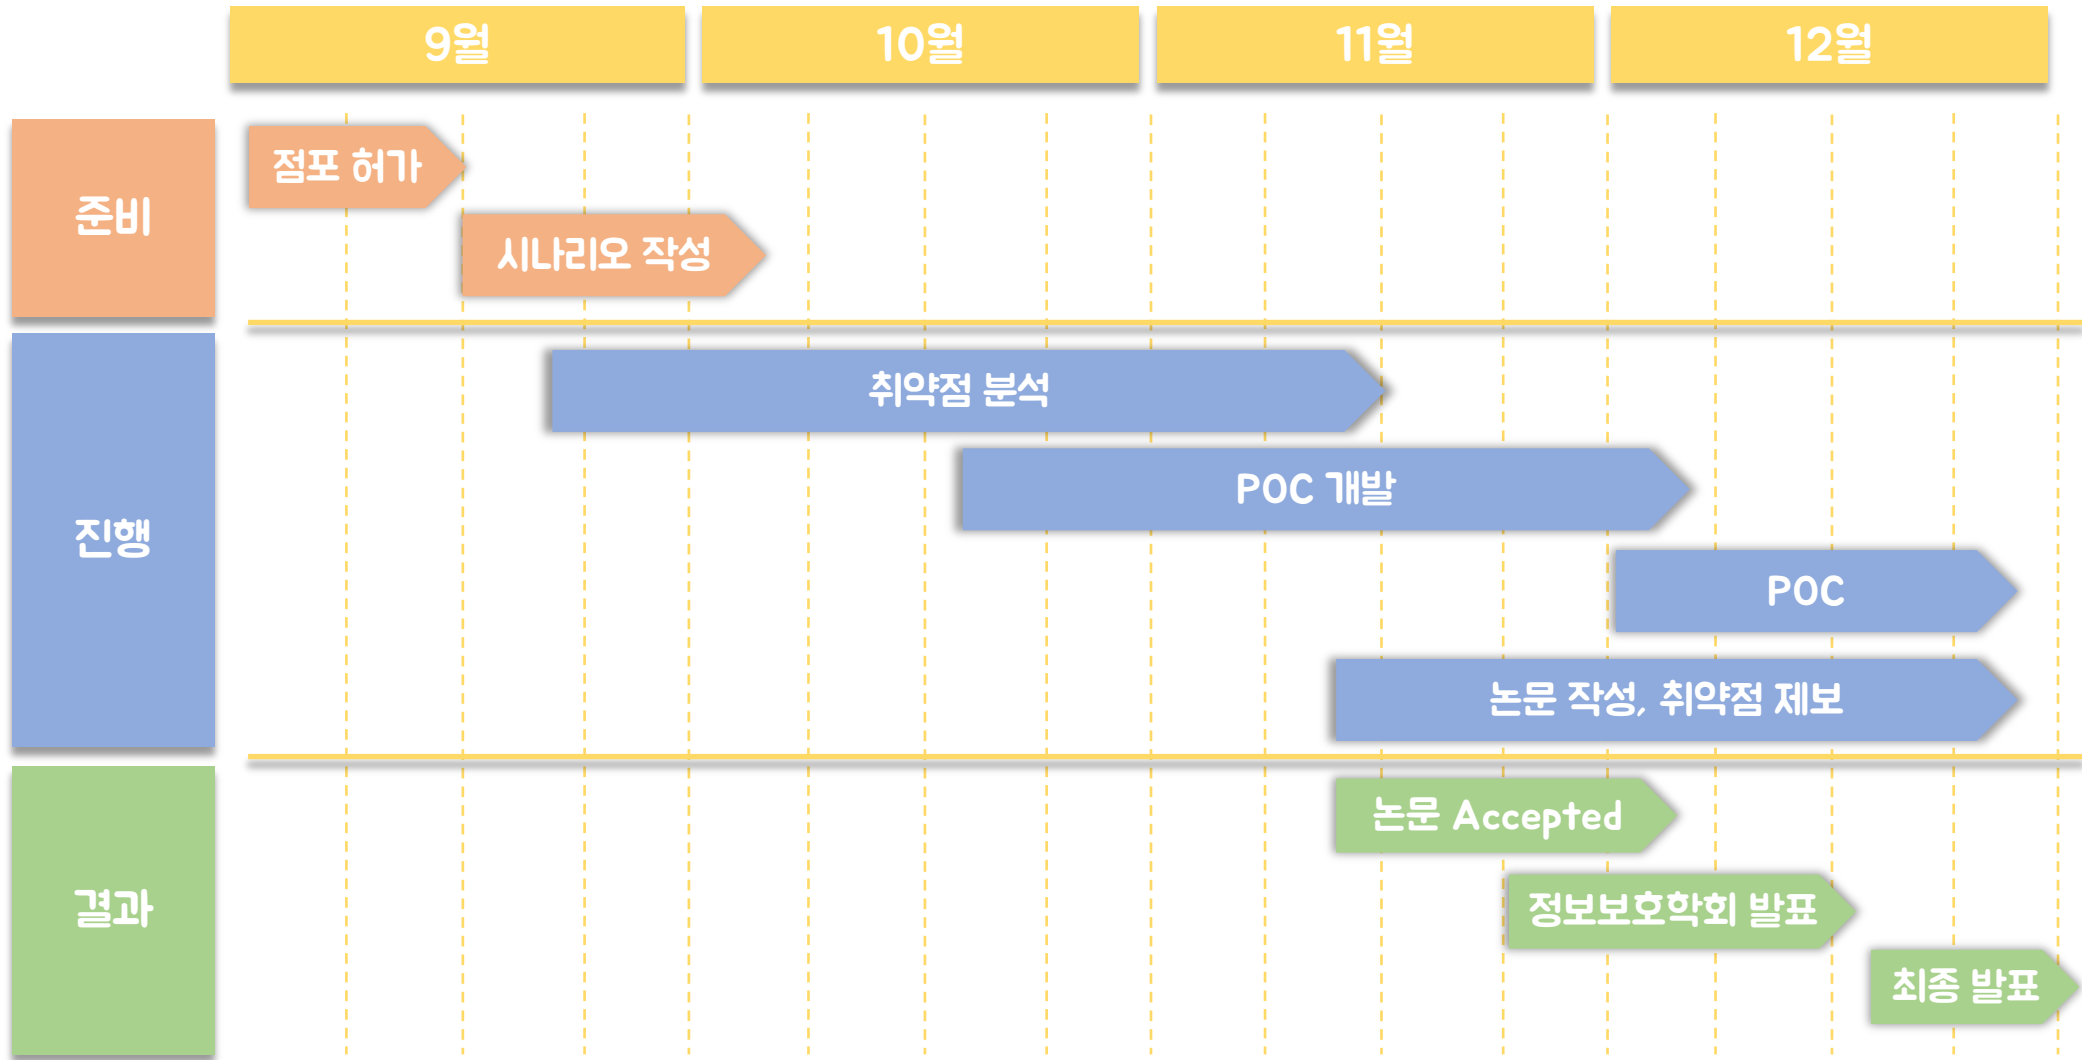 9월
10월
11월
12월
준비
점포 허가
시나리오 작성
진행
취약점 분석
POC 개발
POC
논문 작성, 취약점 제보
결과
논문 Accepted
정보보호학회 발표
최종 발표